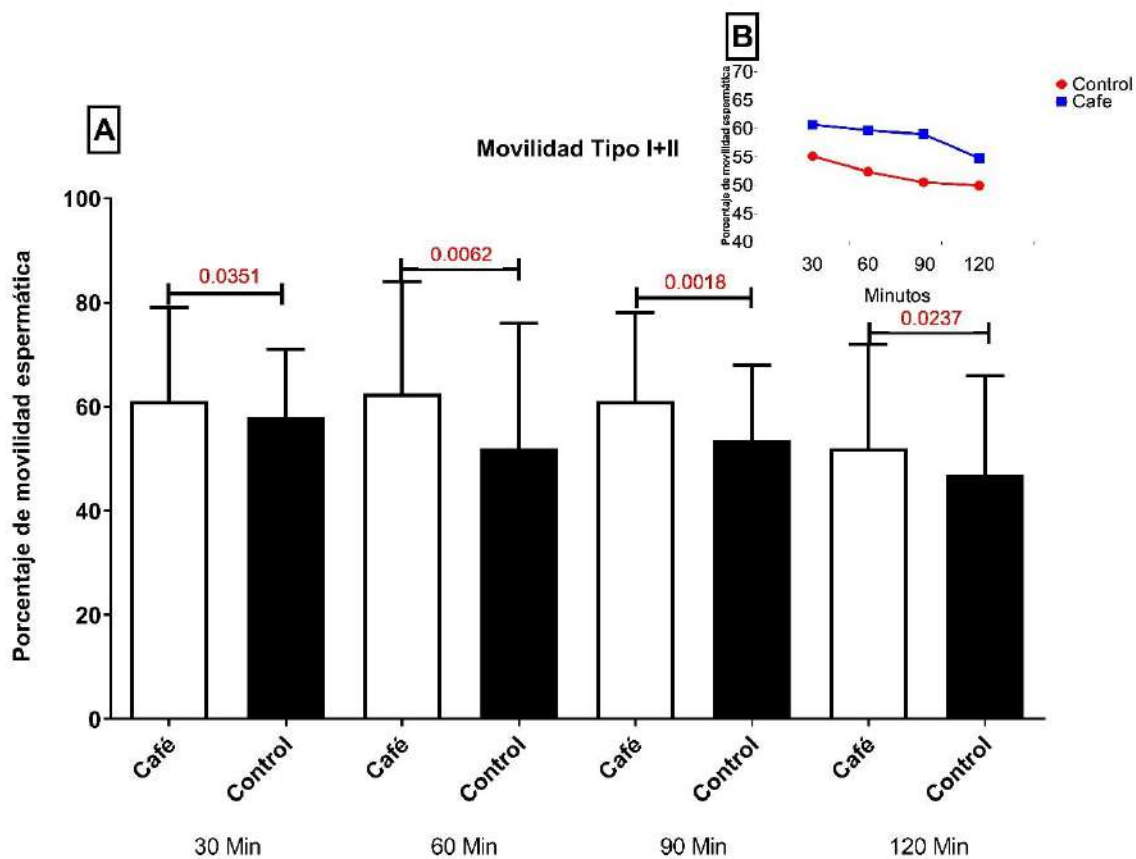 B
Porcentaje de movilidad espermática
70
65
60
55
50
45
40
30 60 90 120
Minutos
Control
Cafe
A
Movilidad Tipo I+II
Porcentaje de movilidad espermática
100
80
60
40
20
0
0.0351
0.0062
0.0018
0.0237
Café Control Café Control Café Control Café Control
30 Min 60 Min 90 Min 120 Min